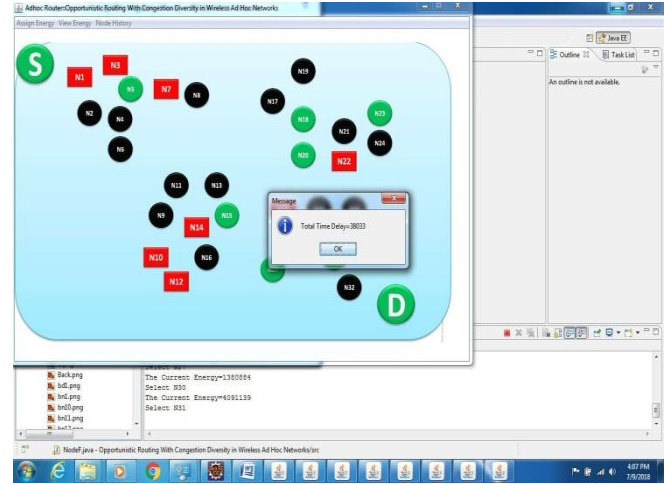 Adhoc Router:Opportunistic Routing With Congestion Diversity in Wireless Ad Hoc Networks
Assign Energy View Energy Node History
Java EE
Outline Task List
An outline is not available.
S
N1
N3
N5
N7
N8
N2
N4
N6
N19
N17
N18
N23
N21
N24
N20
N22
N11
N13
N9
N15
N14
N10
N16
N12
N32
D
Message
Total Time Delay=38033
OK
Back.png
bd1.png
bn1.png
bn10.png
bn11.png
The Current Energy=1380884
Select N30
The Current Energy=4091139
Select N31
NodeF.java - Opportunistic Routing With Congestion Diversity in Wireless Ad Hoc Networks/src
4:07 PM
7/9/2018